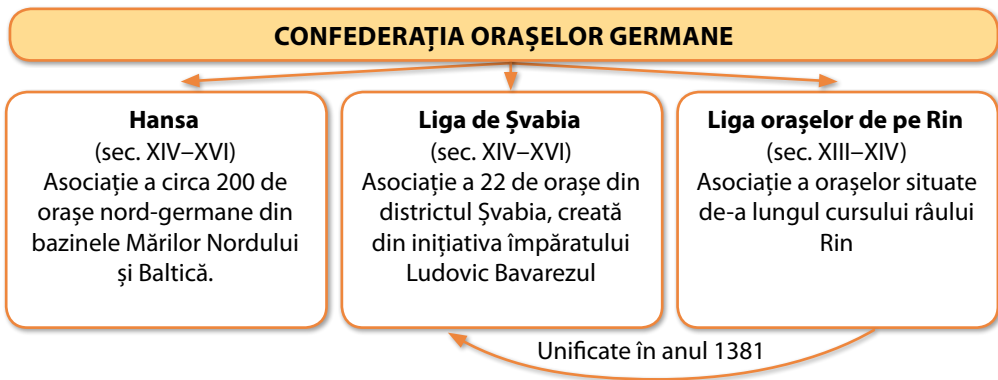 CONFEDERAȚIA ORAȘELOR GERMANE
Hansa
(sec. XIV–XVI)
Asociație a circa 200 de
orașe nord-germane din
bazinele Mărilor Nordului
și Baltică.
Liga de Șvabia
(sec. XIV–XVI)
Asociație a 22 de orașe din
districtul Șvabia, creată
din inițiativa împăratului
Ludovic Bavarezul
Liga orașelor de pe Rin
(sec. XIII–XIV)
Asociație a orașelor situate
de-a lungul cursului râului
Rin
Unificate în anul 1381